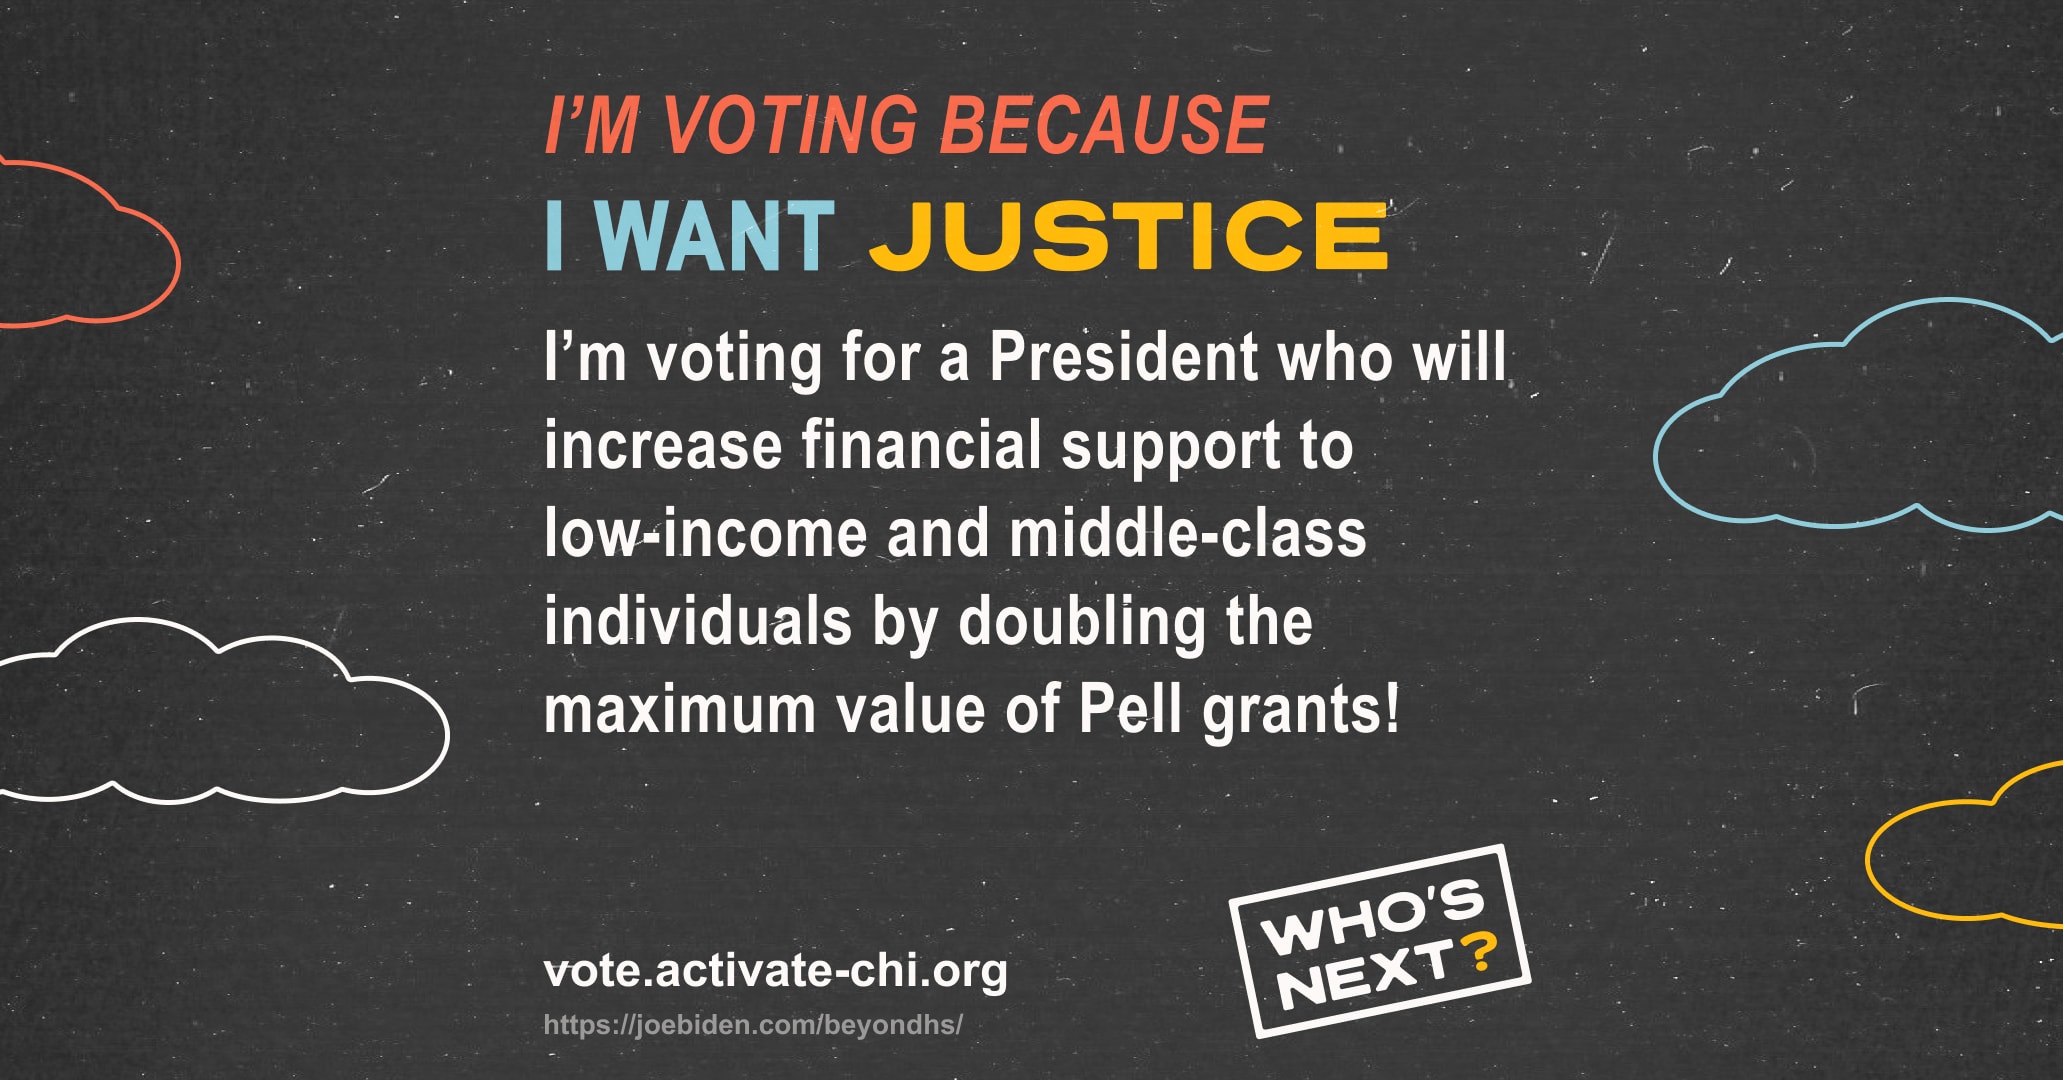 I’M VOTING BECAUSE
I WANT JUSTICE
I’m voting for a President who will
increase financial support to
low-income and middle-class
individuals by doubling the
maximum value of Pell grants!
WHO’S
NEXT?
vote.activate-chi.org
https://joebiden.com/beyondhs/